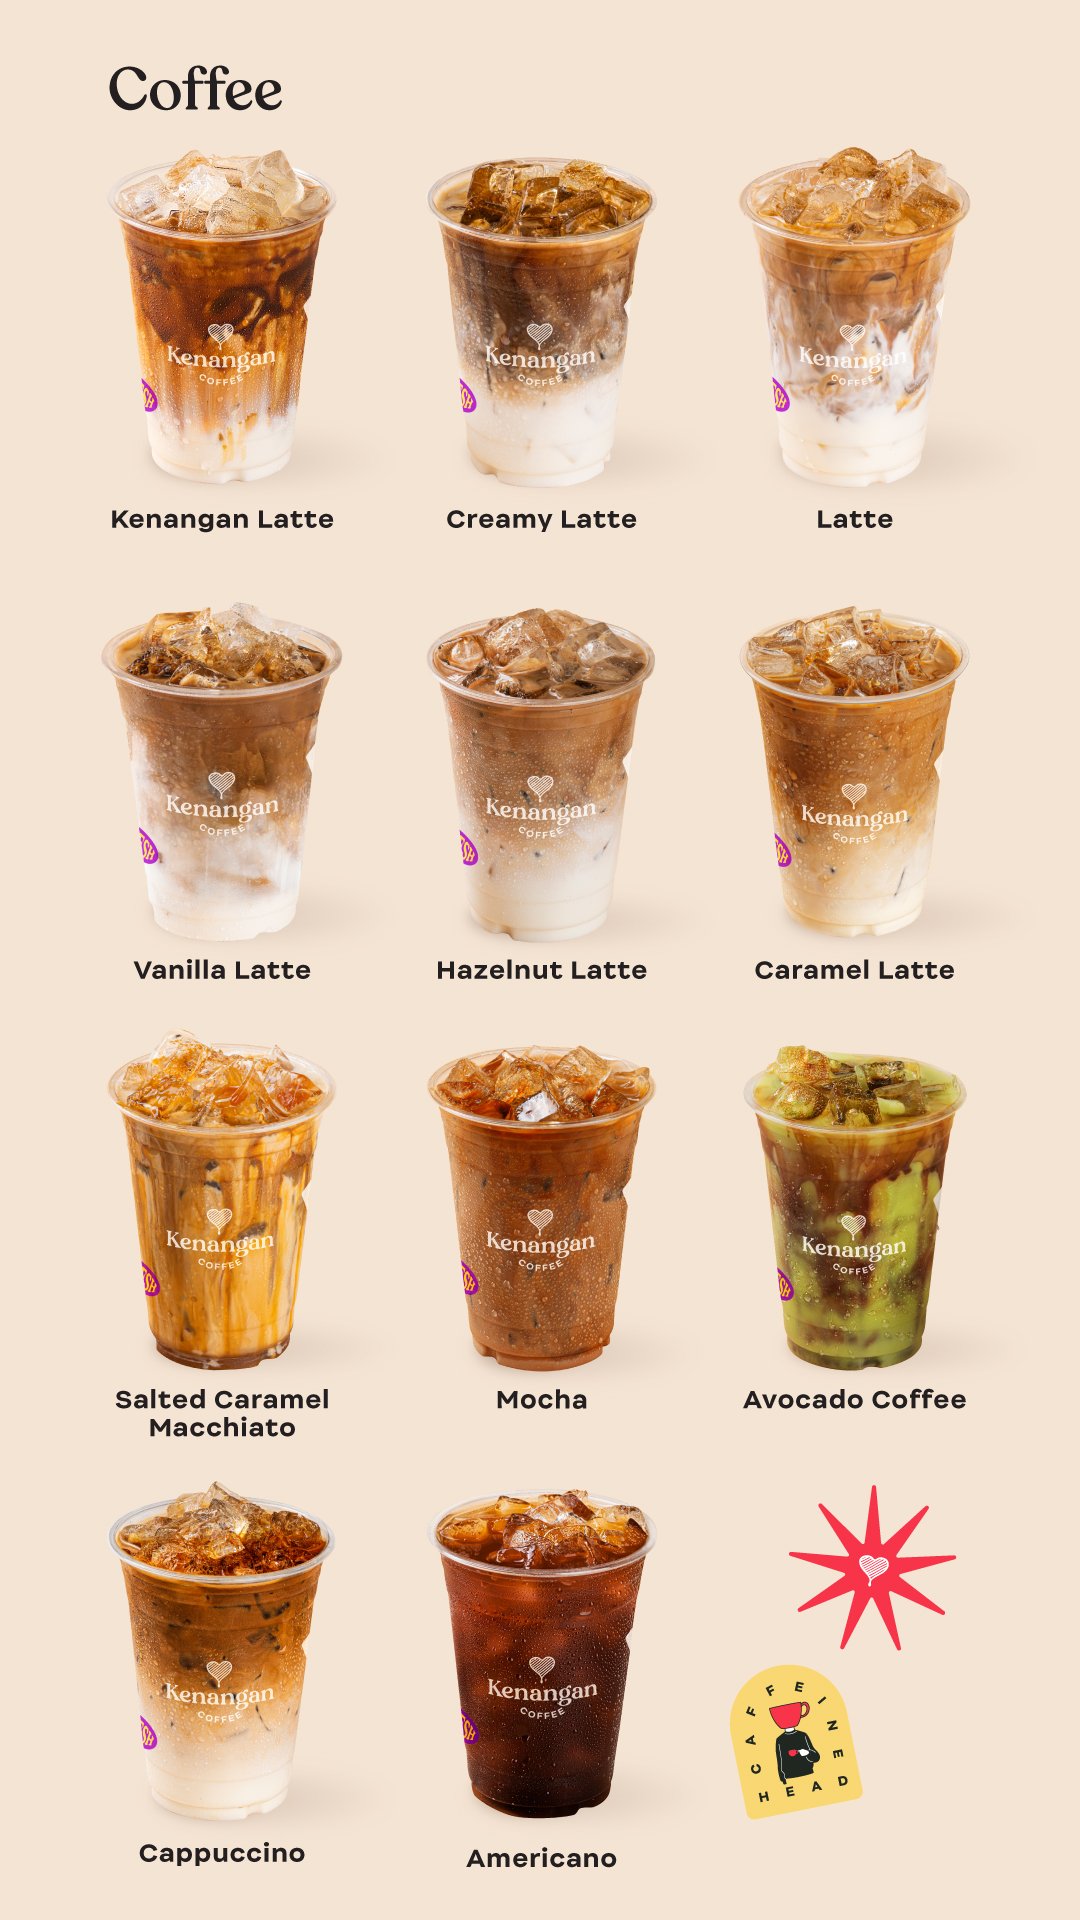 Coffee
Kenangan
COFFEE
Kenangan
COFFEE
Kenangan
COFFEE
Kenangan Latte
Creamy Latte
Latte
Kenangan
COFFEE
Kenangan
COFFEE
Kenangan
COFFEE
Vanilla Latte
Hazelnut Latte
Caramel Latte
Kenangan
COFFEE
Kenangan
COFFEE
Kenangan
COFFEE
Salted Caramel
Macchiato
Mocha
Avocado Coffee
Kenangan
COFFEE
Kenangan
COFFEE
CAFFEINE
HEAD
Cappuccino
Americano